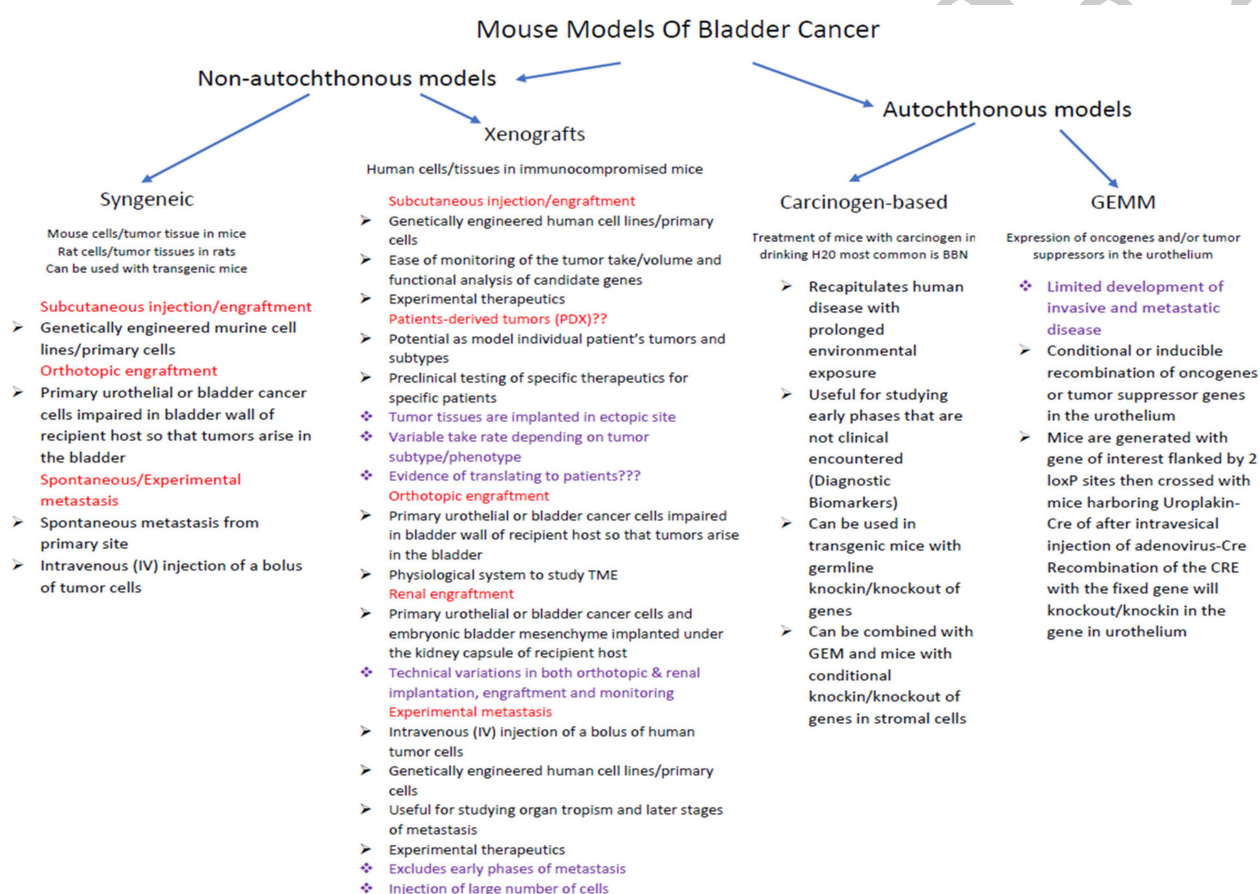 Mouse Models Of Bladder Cancer
Non-autochthonous models
Autochthonous models
Syngeneic
Mouse cells/tumor tissue in mice
Rat cells/tumor tissues in rats
Can be used with transgenic mice
Subcutaneous injection/engraftment
➢ Genetically engineered murine cell
lines/primary cells
Orthotopic engraftment
➢ Primary urothelial or bladder cancer
cells impaired in bladder wall of
recipient host so that tumors arise in
the bladder
Spontaneous/Experimental
metastasis
➢ Spontaneous metastasis from
primary site
➢ Intravenous (IV) injection of a bolus
of tumor cells
Xenografts
Human cells/tissues in immunocompromised mice
Subcutaneous injection/engraftment
➢ Genetically engineered human cell lines/primary
cells
➢ Ease of monitoring of the tumor take/volume and
functional analysis of candidate genes
➢ Experimental therapeutics
Patients-derived tumors (PDX)??
➢ Potential as model individual patient's tumors and
subtypes
➢ Preclinical testing of specific therapeutics for
specific patients
❖ Tumor tissues are implanted in ectopic site
❖ Variable take rate depending on tumor
subtype/phenotype
❖ Evidence of translating to patients???
Orthotopic engraftment
➢ Primary urothelial or bladder cancer cells impaired
in bladder wall of recipient host so that tumors arise
in the bladder
➢ Physiological system to study TME
Renal engraftment
➢ Primary urothelial or bladder cancer cells and
embryonic bladder mesenchyme implanted under
the kidney capsule of recipient host
❖ Technical variations in both orthotopic & renal
implantation, engraftment and monitoring
Experimental metastasis
➢ Intravenous (IV) injection of a bolus of human
tumor cells
➢ Genetically engineered human cell lines/primary
cells
➢ Useful for studying organ tropism and later stages
of metastasis
➢ Experimental therapeutics
❖ Excludes early phases of metastasis
❖ Injection of large number of cells
Carcinogen-based
Treatment of mice with carcinogen in
drinking H20 most common is BBN
➢ Recapitulates human
disease with
prolonged
environmental
exposure
➢ Useful for studying
early phases that are
not clinical
encountered
(Diagnostic
Biomarkers)
➢ Can be used in
transgenic mice with
germline
knockin/knockout of
genes
➢ Can be combined with
GEM and mice with
conditional
knockin/knockout of
genes in stromal cells
GEMM
Expression of oncogenes and/or tumor
suppressors in the urothelium
❖ Limited development of
invasive and metastatic
disease
➢ Conditional or inducible
recombination of oncogenes
or tumor suppressor genes
in the urothelium
➢ Mice are generated with
gene of interest flanked by 2
loxP sites then crossed with
mice harboring Uroplakin-
Cre of after intravesical
injection of adenovirus-Cre
Recombination of the CRE
with the fixed gene will
knockout/knockin in the
gene in urothelium